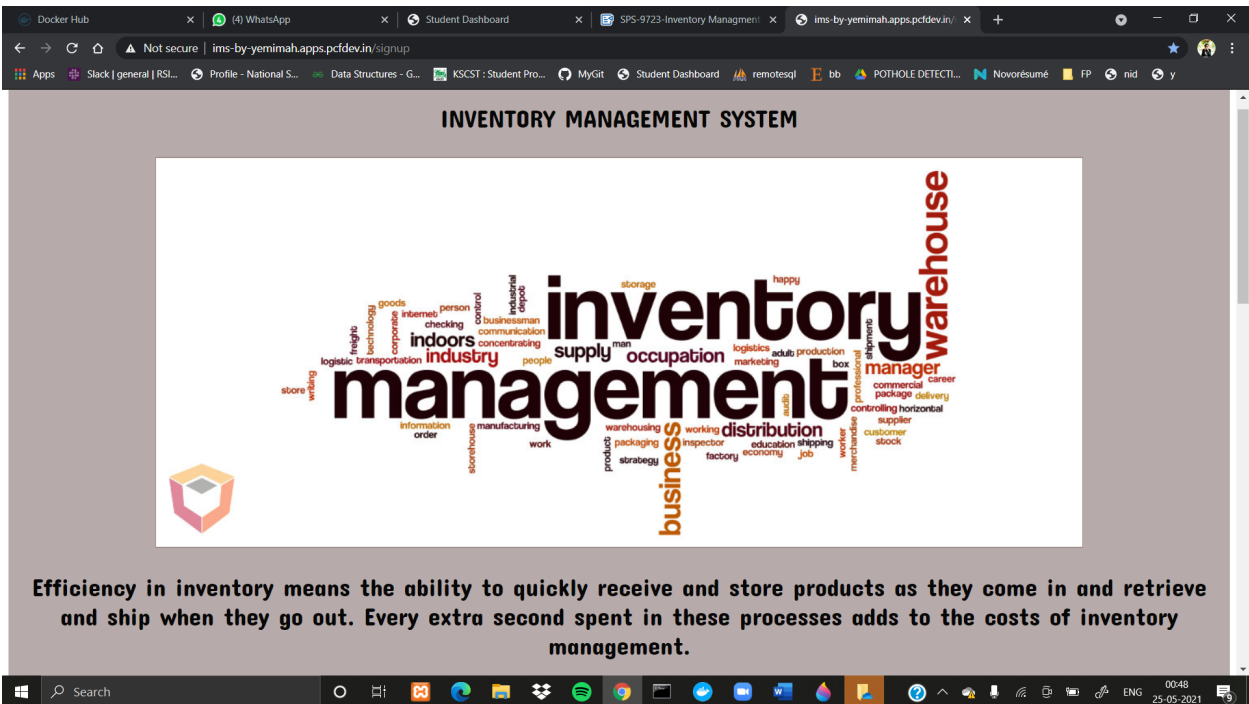 Docker Hub
(4) WhatsApp
Student Dashboard
SPS-9723-Inventory Managment
ims-by-yemimah.apps.pcfdev.in/
Not secure | ims-by-yemimah.apps.pcfdev.in/signup
Apps
Slack | general | RSI...
Profile - National S...
Data Structures - G...
KSCST : Student Pro...
MyGit
Student Dashboard
remotesql
bb
POTHOLE DETECTI...
Novorésumé
FP
nid
y
INVENTORY MANAGEMENT SYSTEM
warehouse
happy
storage
inventory
industrial
depot
control
person
goods
internet
corporate
technology
freight
checking
businessman
communication
indoors
concentrating
logistic
transportation
industry
people
supply
man
occupation
logistics
marketing
adult
production
box
shipment
professional
manager
career
commercial
package
delivery
store
writing
management
audit
controlling
horizontal
supplier
customer
stock
information
order
storehouse
manufacturing
work
warehousing
product
packaging
strategy
business
working
inspector
distribution
factory
education
economy
shipping
job
worker
merchandise
Efficiency in inventory means the ability to quickly receive and store products as they come in and retrieve
and ship when they go out. Every extra second spent in these processes adds to the costs of inventory
management.
Search
ENG
00:48
25-05-2021
9